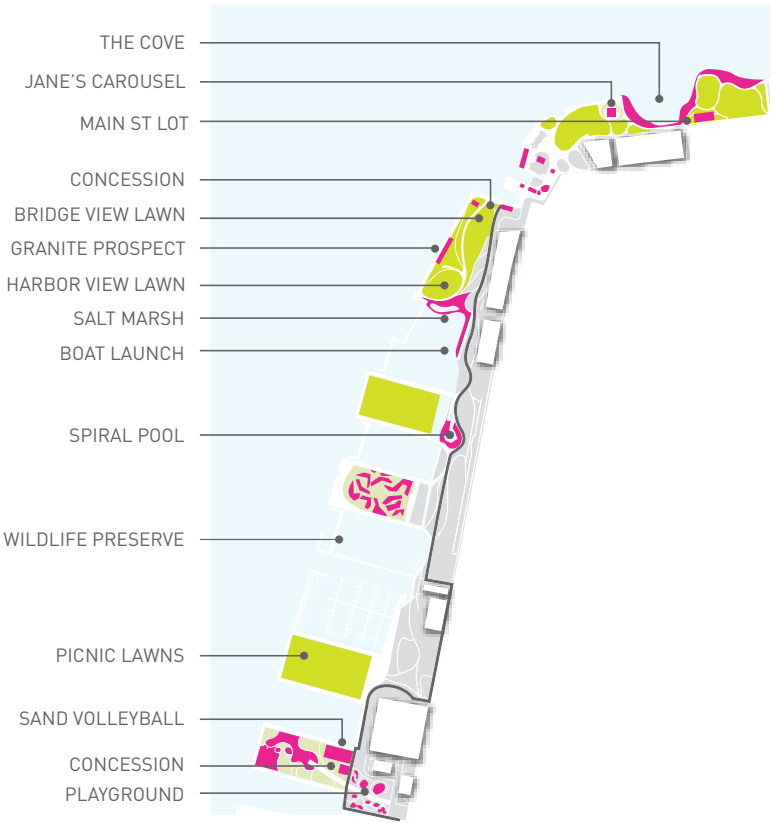 THE COVE
JANE'S CAROUSEL
MAIN ST LOT
CONCESSION
BRIDGE VIEW LAWN
GRANITE PROSPECT
HARBOR VIEW LAWN
SALT MARSH
BOAT LAUNCH
SPIRAL POOL
WILDLIFE PRESERVE
PICNIC LAWNS
SAND VOLLEYBALL
CONCESSION
PLAYGROUND